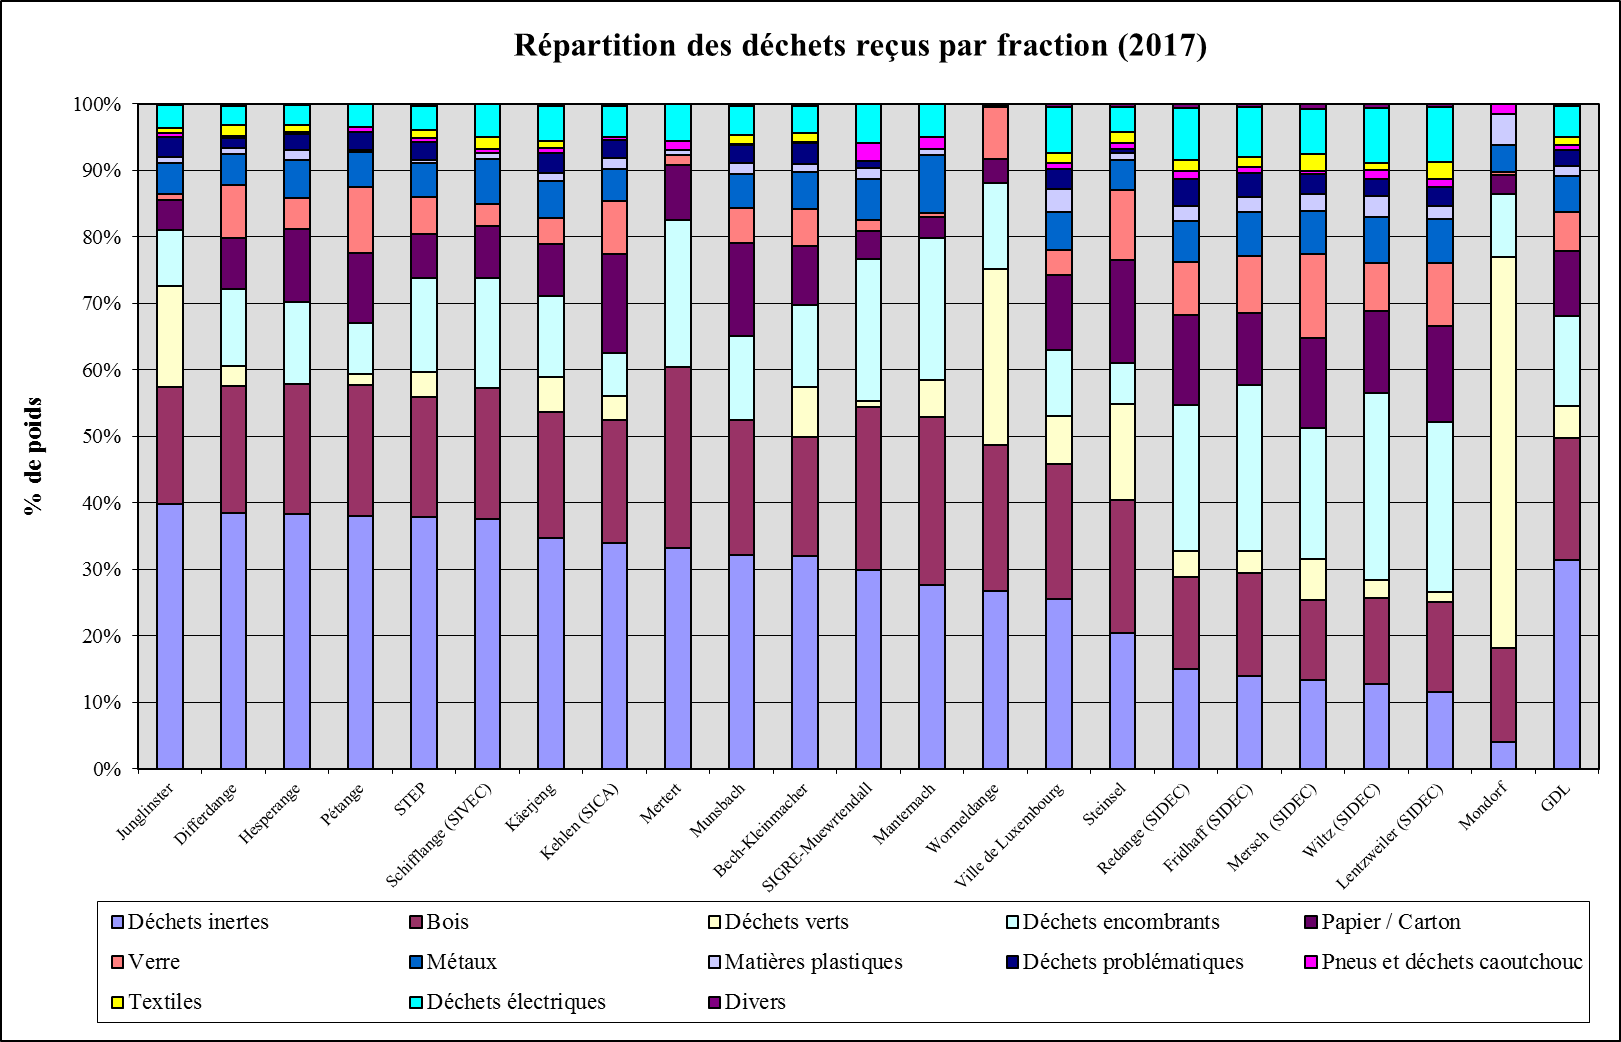 Répartition des déchets reçus par fraction (2017)
% de poids
100%
90%
80%
70%
60%
50%
40%
30%
20%
10%
0%
Junglinster
Differdange
Hesperange
Pétange
STEP
Schifflange (SIVEC)
Käerjeng
Kehlen (SICA)
Mertert
Munsbach
Bech-Kleinmacher
SIGRE-Muewrtendall
Manternach
Wormeldange
Ville de Luxembourg
Steinsel
Redange (SIDEC)
Fridhaff (SIDEC)
Mersch (SIDEC)
Wiltz (SIDEC)
Lentzweiler (SIDEC)
Mondorf
GDL
Déchets inertes Bois Déchets verts Déchets encombrants Papier / Carton
Verre Métaux Matières plastiques Déchets problématiques Pneus et déchets caoutchouc
Textiles Déchets électriques Divers